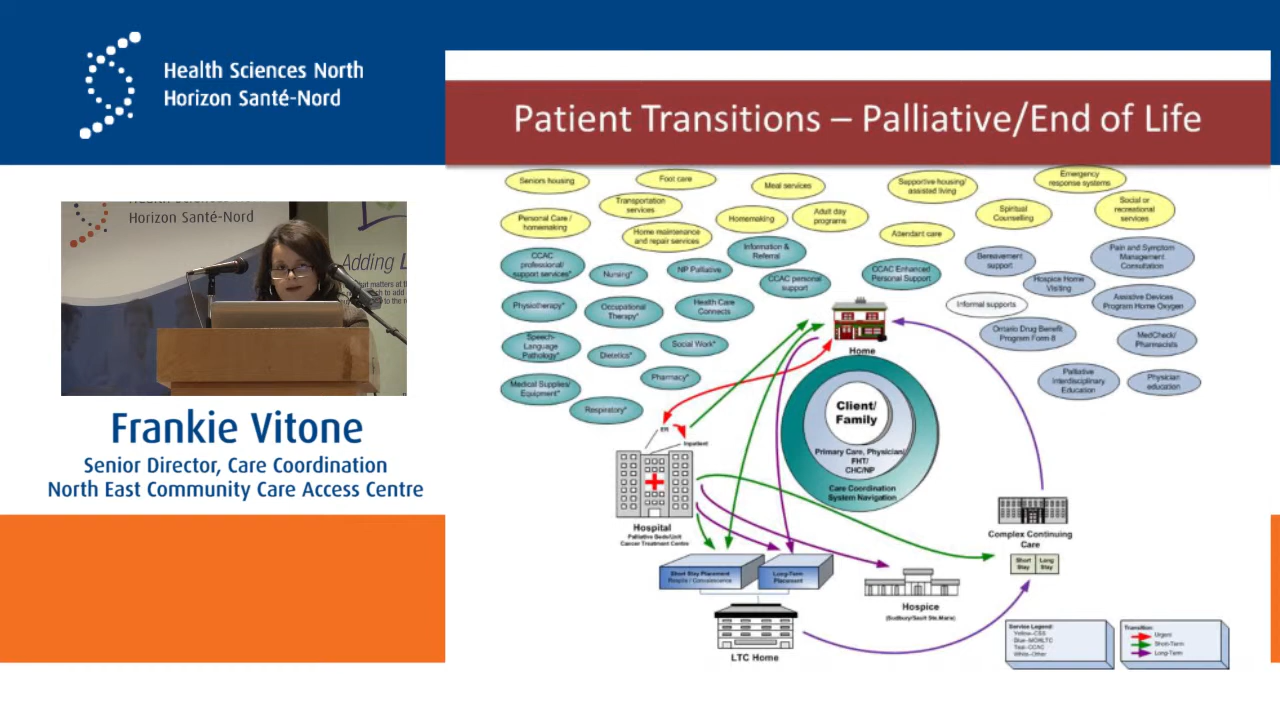 Health Sciences North
Horizon Santé-Nord
Horizon Santé-Nord
Adding
Frankie Vitone
Senior Director, Care Coordination
North East Community Care Access Centre
Patient Transitions – Palliative/End of Life
Seniors housing
Foot care
Meal services
Supportive housing/
assisted living
Emergency
response systems
Personal Care /
homemaking
Transportation
services
Homemaking
Adult day
programs
Spiritual
Counselling
Social or
recreational
services
Home maintenance
and repair services
Attendant care
CCAC
professional/
support services*
Nursing*
NP Palliative
Information &
Referral
CCAC personal
support
CCAC Enhanced
Personal Support
Bereavement
support
Pain and Symptom
Management
Consultation
Hospice Home
Visiting
Physiotherapy*
Occupational
Therapy*
Health Care
Connects
Informal supports
Assistive Devices
Program Home Oxygen
Speech-
Language
Pathology*
Dietetics*
Social Work*
Ontario Drug Benefit
Program Form-8
MedCheck/
Pharmacists
Medical Supplies/
Equipment*
Pharmacy*
Respiratory*
Palliative
Interdisciplinary
Education
Physician
education
Home
Client/
Family
Primary Care, Physician/
FHT/
CHC/NP
Care Coordination
System Navigation
ER
Inpatient
Hospital
Palliative Beds/Unit
Cancer Treatment Centre
Complex Continuing
Care
Short
Stay
Long
Stay
Short Stay Placement
Respite / Convalescence
Long-Term
Placement
Hospice
(Sudbury/Sault Ste.Marie)
LTC Home
Service Legend:
Yellow-CSS
Blue-MOHLTC
Teal-CCAC
White-Other
Transition:
Urgent
Short-Term
Long-Term